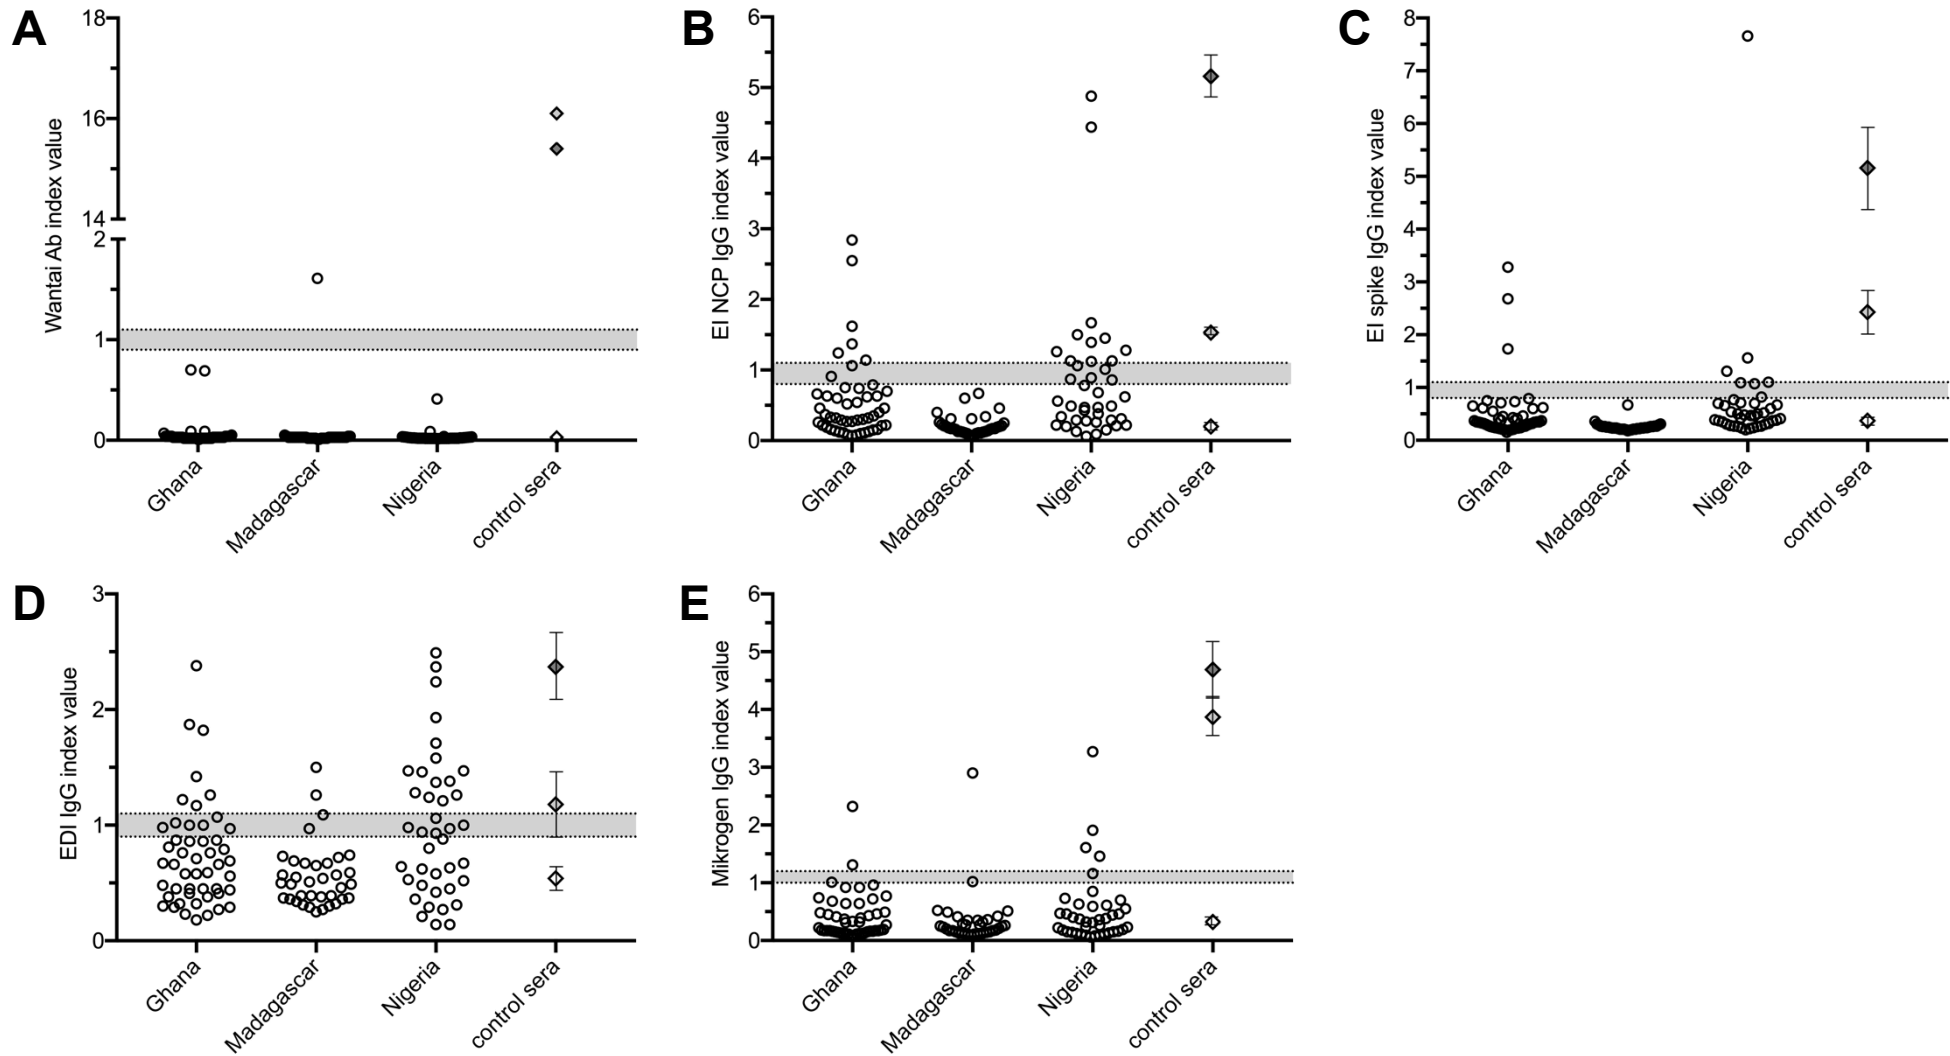 A
Wantai Ab index value
18
16
14
2
1
0
Ghana
Madagascar
Nigeria
control sera
B
EI NCP IgG index value
6
5
4
3
2
1
0
Ghana
Madagascar
Nigeria
control sera
C
EI spike IgG index value
8
7
6
5
4
3
2
1
0
Ghana
Madagascar
Nigeria
control sera
D
EDI IgG index value
3
2
1
0
Ghana
Madagascar
Nigeria
control sera
E
Mikrogen IgG index value
6
5
4
3
2
1
0
Ghana
Madagascar
Nigeria
control sera